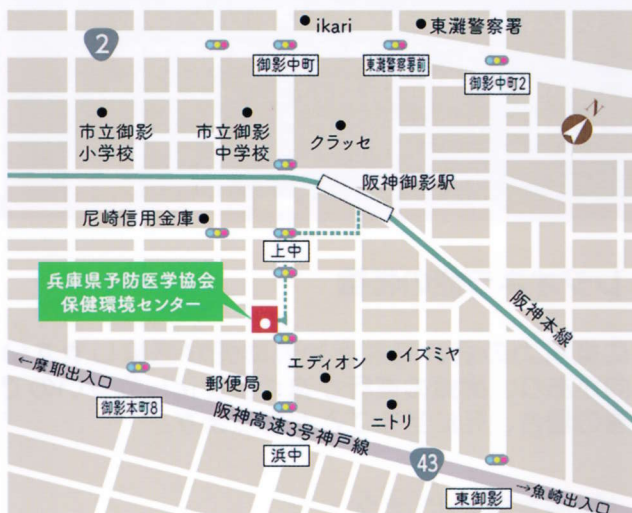 ikari
東灘警察署
2
御影中町
東灘警察署前
御影中町2
N
市立御影
小学校
市立御影
中学校
クラッセ
阪神御影駅
尼崎信用金庫
上中
兵庫県予防医学協会
保健環境センター
阪神本線
←摩耶出入口
エディオン
イズミヤ
郵便局
御影本町8
ニトリ
阪神高速3号神戸線
浜中
43
東御影
→魚崎出入口